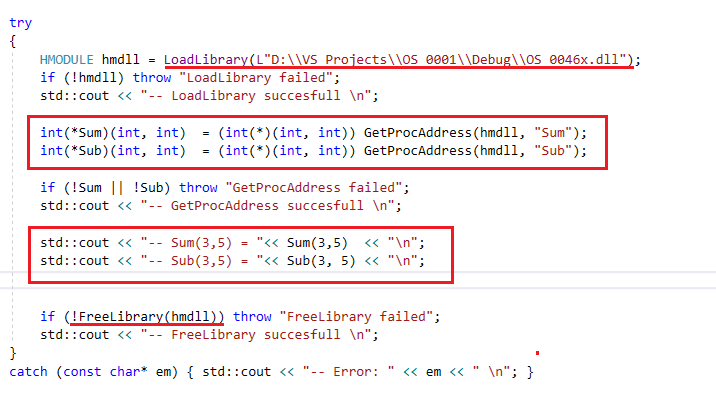 try
{
HMODULE hmdll = LoadLibrary(L"D:\\VS Projects\\OS 0001\\Debug\\OS 0046x.dll");
if (!hmdll) throw "LoadLibrary failed";
std::cout << "-- LoadLibrary succesfull \n";
int(*Sum)(int, int)  = (int(*)(int, int)) GetProcAddress(hmdll, "Sum");
int(*Sub)(int, int)  = (int(*)(int, int)) GetProcAddress(hmdll, "Sub");
if (!Sum || !Sub) throw "GetProcAddress failed";
std::cout << "-- GetProcAddress succesfull \n";
std::cout << "-- Sum(3,5) = "<< Sum(3,5)  << "\n";
std::cout << "-- Sub(3,5) = "<< Sub(3, 5) << "\n";
if (!FreeLibrary(hmdll)) throw "FreeLibrary failed";
std::cout << "-- FreeLibrary succesfull \n";
}
catch (const char* em) { std::cout << "-- Error: " << em << " \n"; }